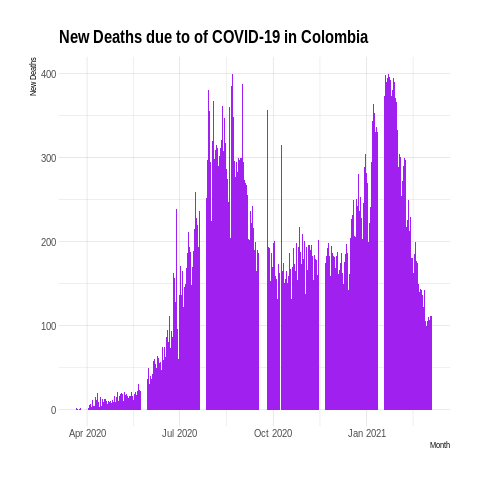 New Deaths due to of COVID-19 in Colombia
New Deaths
400
300
200
100
0
Apr 2020
Jul 2020
Oct 2020
Jan 2021
Month